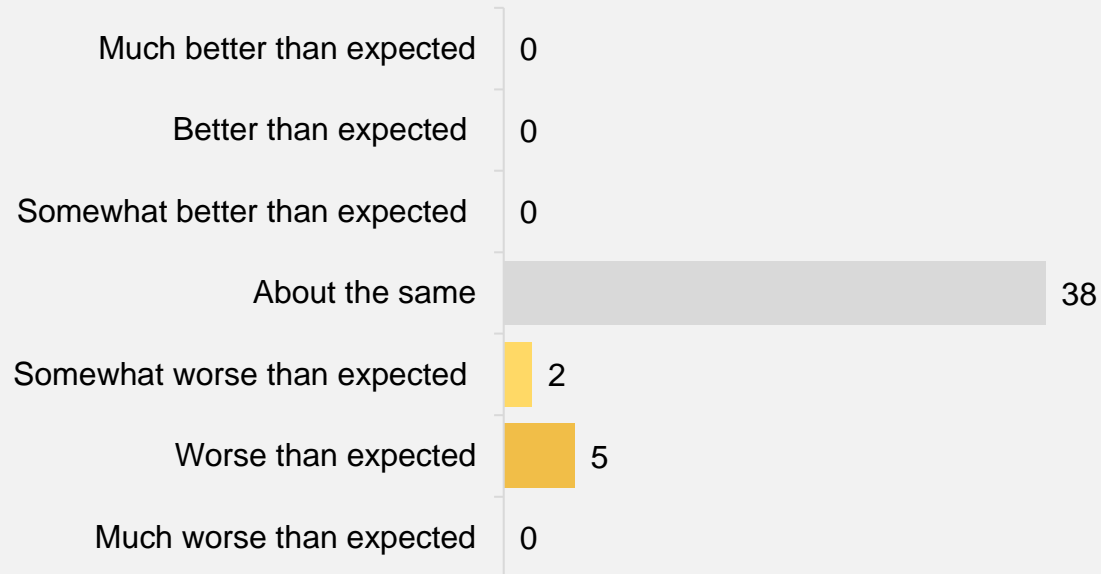 Much better than expected 0
Better than expected 0
Somewhat better than expected 0
About the same 38
Somewhat worse than expected 2
Worse than expected 5
Much worse than expected 0